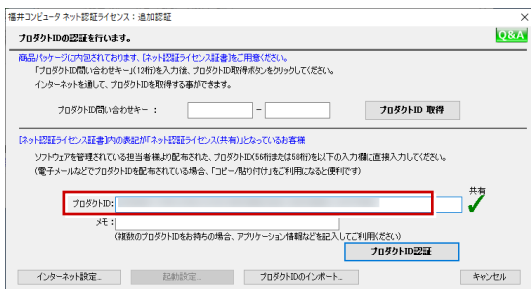 福井コンピュータ ネット認証ライセンス：追加認証
プロダクトIDの認証を行います。
Q&A
商品パッケージに内包されております、[ネット認証ライセンス証書]をご用意ください。
「プロダクトID問い合わせキー」(12桁)を入力後、プロダクトID取得ボタンをクリックしてください。
インターネットを通して、プロダクトIDを取得する事ができます。
プロダクトID問い合わせキー： － プロダクトID 取得
[ネット認証ライセンス証書]内の表記が「ネット認証ライセンス(共有)」となっているお客様
ソフトウェアを管理されている担当者様より配布された、プロダクトID(56桁または58桁)を以下の入力欄に直接入力してください。
(電子メールなどでプロダクトIDを配布されている場合、「コピー/貼り付け」をご利用になると便利です)
共有
プロダクトID:
メモ：
(複数のプロダクトIDをお持ちの場合、アプリケーション情報などを記入してご利用ください)
プロダクトID認証
インターネット設定... 起動設定... プロダクトIDのインポート... キャンセル